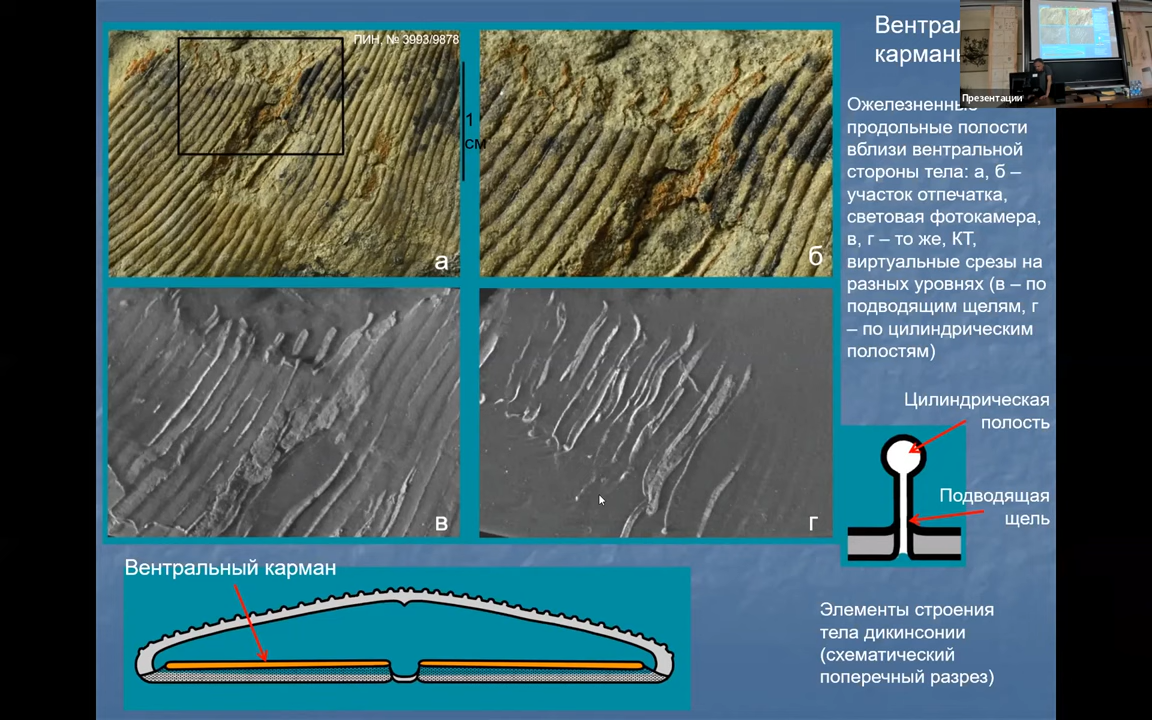 ПИН, № 3993/9878
1
см
а
б
в
г
Презентации
Ожелезненные
продольные полости
вблизи вентральной
стороны тела: а, б –
участок отпечатка,
световая фотокамера,
в, г – то же, КТ,
виртуальные срезы на
разных уровнях (в – по
подводящим щелям, г
– по цилиндрическим
полостям)
Цилиндрическая
полость
Подводящая
щель
Вентральный карман
Элементы строения
тела дикинсонии
(схематический
поперечный разрез)